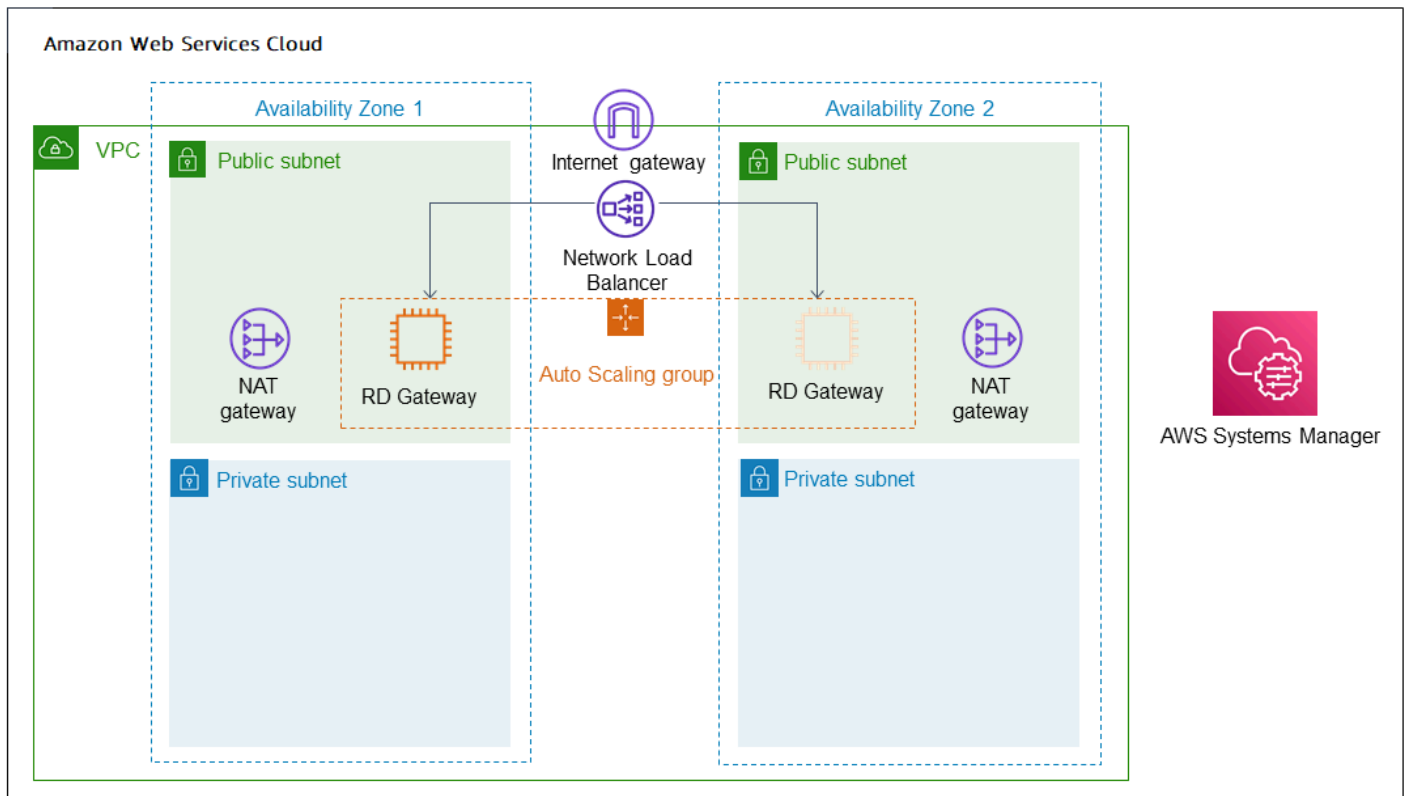 Amazon Web Services Cloud
Availability Zone 1
Availability Zone 2
VPC
Public subnet
Internet gateway
Public subnet
Network Load
Balancer
NAT
gateway
RD Gateway
Auto Scaling group
RD Gateway
NAT
gateway
AWS Systems Manager
Private subnet
Private subnet